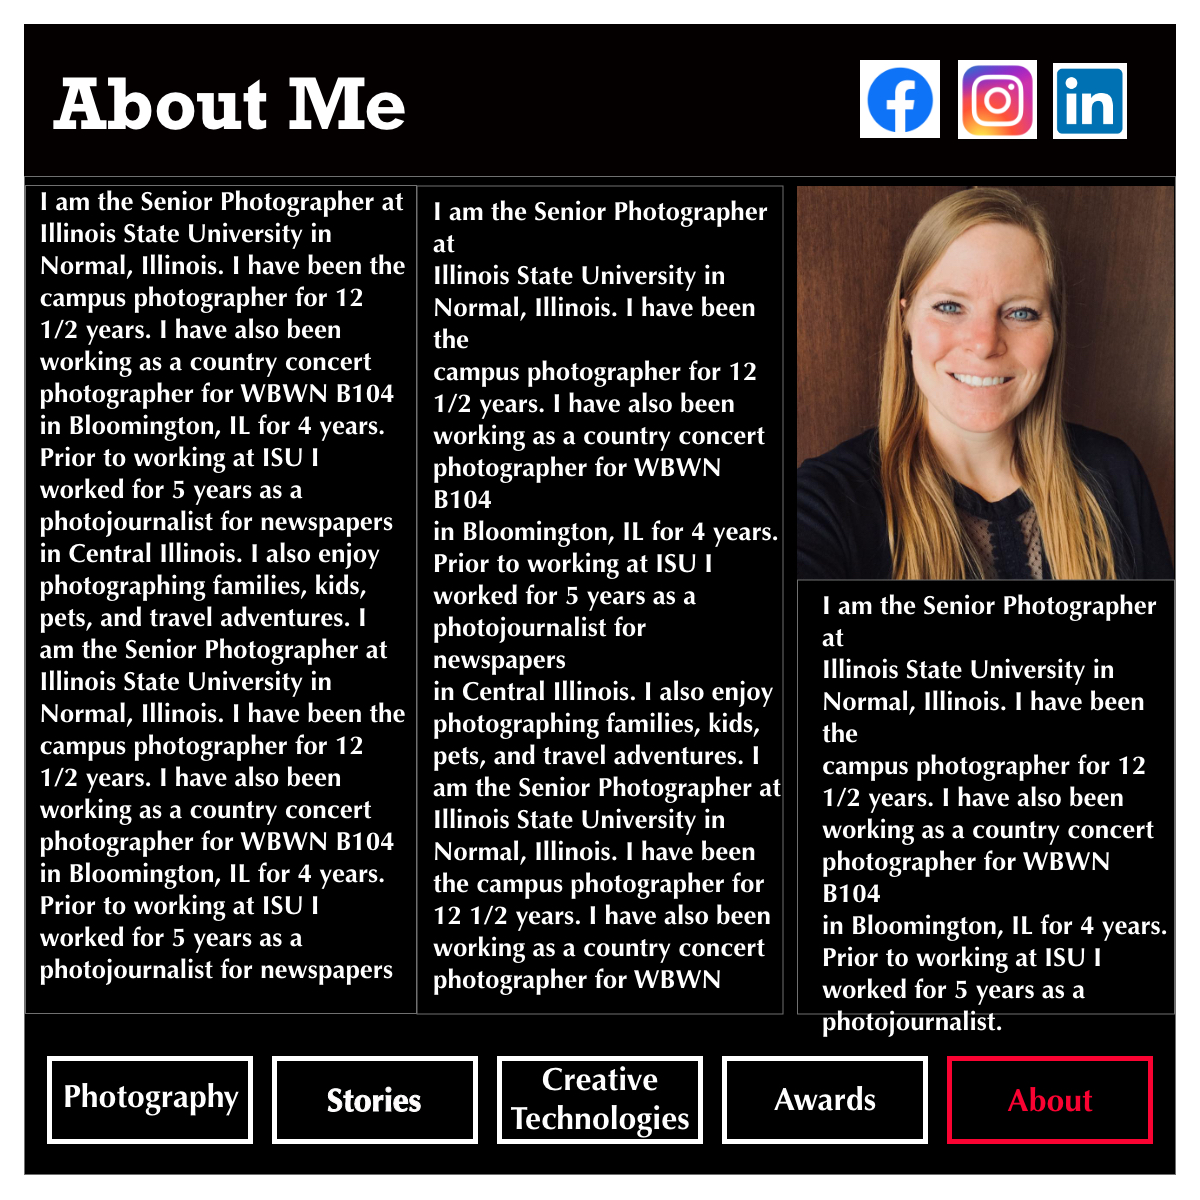 About Me
I am the Senior Photographer at
Illinois State University in
Normal, Illinois. I have been the
campus photographer for 12
1/2 years. I have also been
working as a country concert
photographer for WBWN B104
in Bloomington, IL for 4 years.
Prior to working at ISU I
worked for 5 years as a
photojournalist for newspapers
in Central Illinois. I also enjoy
photographing families, kids,
pets, and travel adventures. I
am the Senior Photographer at
Illinois State University in
Normal, Illinois. I have been the
campus photographer for 12
1/2 years. I have also been
working as a country concert
photographer for WBWN B104
in Bloomington, IL for 4 years.
Prior to working at ISU I
worked for 5 years as a
photojournalist for newspapers
I am the Senior Photographer
at
Illinois State University in
Normal, Illinois. I have been
the
campus photographer for 12
1/2 years. I have also been
working as a country concert
photographer for WBWN
B104
in Bloomington, IL for 4 years.
Prior to working at ISU I
worked for 5 years as a
photojournalist for
newspapers
in Central Illinois. I also enjoy
photographing families, kids,
pets, and travel adventures. I
am the Senior Photographer at
Illinois State University in
Normal, Illinois. I have been
the campus photographer for
12 1/2 years. I have also been
working as a country concert
photographer for WBWN
I am the Senior Photographer
at
Illinois State University in
Normal, Illinois. I have been
the
campus photographer for 12
1/2 years. I have also been
working as a country concert
photographer for WBWN
B104
in Bloomington, IL for 4 years.
Prior to working at ISU I
worked for 5 years as a
photojournalist.
Photography
Stories
Creative
Technologies
Awards
About